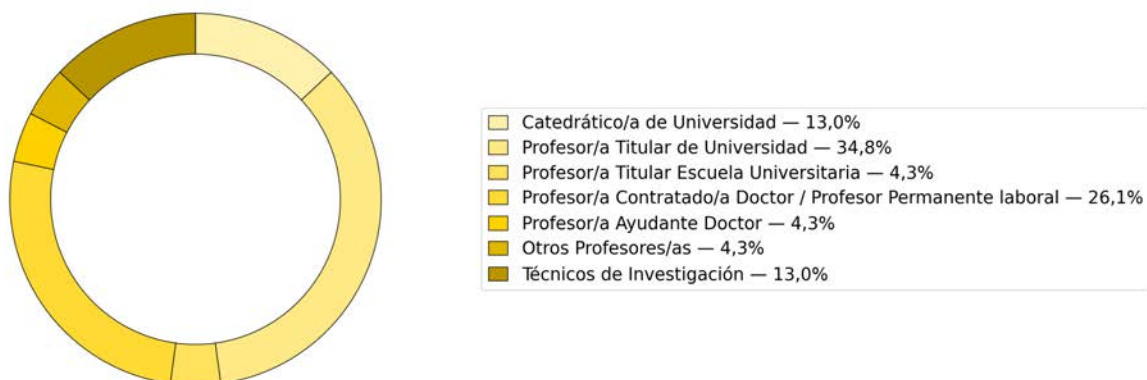 Catedrático/a de Universidad — 13,0%
Profesor/a Titular de Universidad — 34,8%
Profesor/a Titular Escuela Universitaria — 4,3%
Profesor/a Contratado/a Doctor / Profesor Permanente laboral — 26,1%
Profesor/a Ayudante Doctor — 4,3%
Otros Profesores/as — 4,3%
Técnicos de Investigación — 13,0%